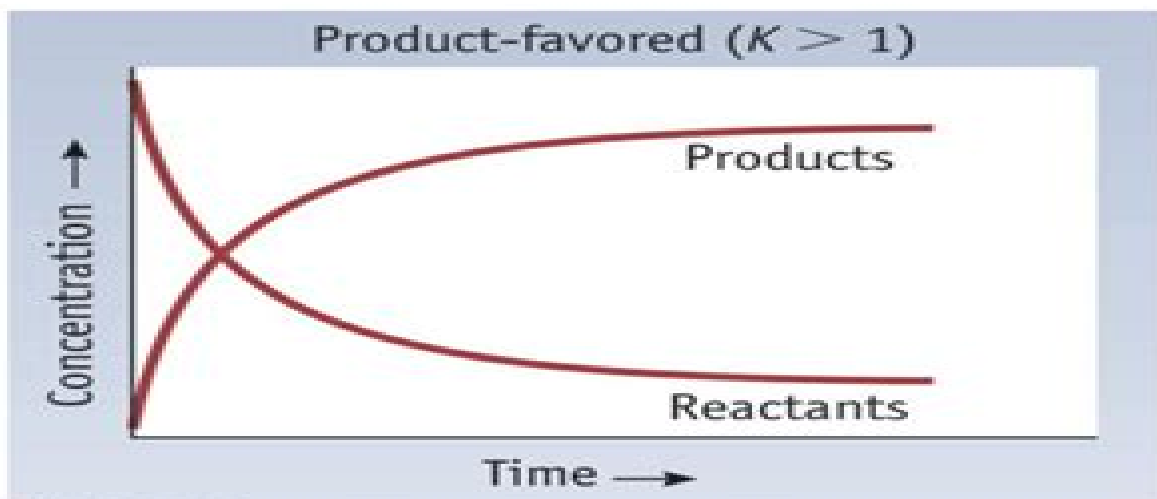 Product-favored (K > 1)
Concentration →
Products
Reactants
Time →